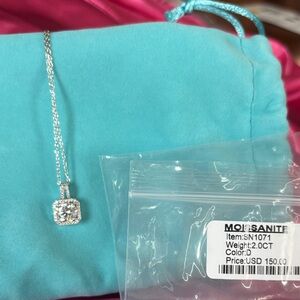 MOISSANITE
Item:SN1071
Weight:2.0CT
Color:D
Price:USD 150.00